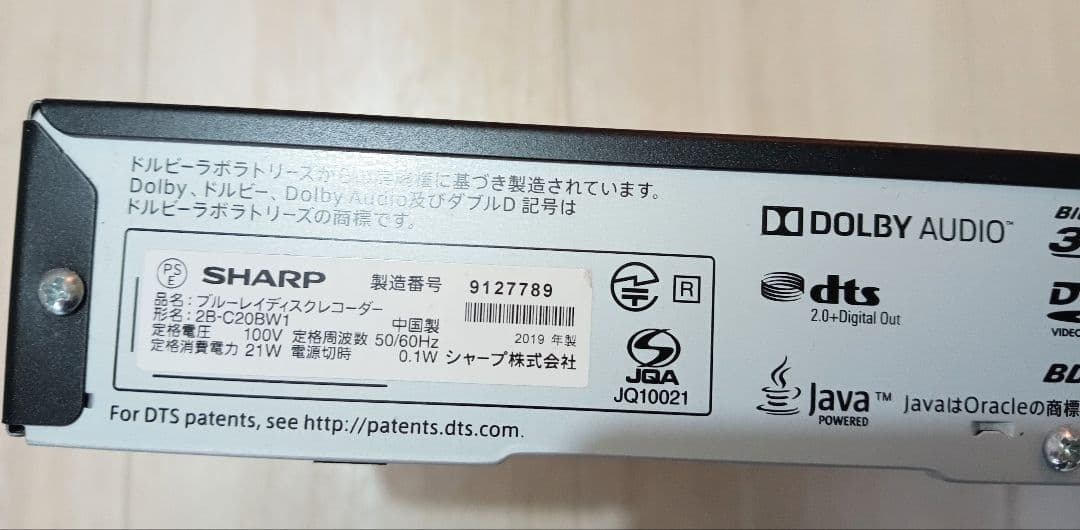 ドルビーラボラトリーズからの実施権に基づき製造されています。
Dolby、ドルビー、Dolby Audio及びダブルD 記号は
ドルビーラボラトリーズの商標です。
DOLBY AUDIO™
PS
E
SHARP 製造番号 9127789
品名：ブルーレイディスクレコーダー
形名：2B-C20BW1 中国製
定格電圧 100V 定格周波数 50/60Hz 2019 年製
定格消費電力 21W 電源切時 0.1W シャープ株式会社
R
JQA
JQ10021
dts
2.0+Digital Out
Java™
POWERED
JavaはOracleの商標
For DTS patents, see http://patents.dts.com.